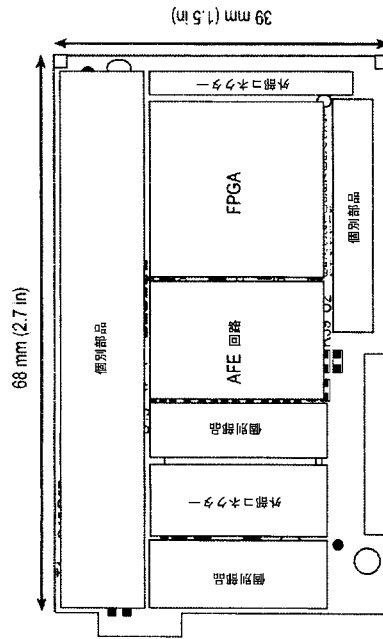 68 mm (2.7 in)
39 mm (1.5 in)
個別部品
外部コネクター
FPGA
AFE 回路
個別部品
個別部品
外部コネクター
個別部品